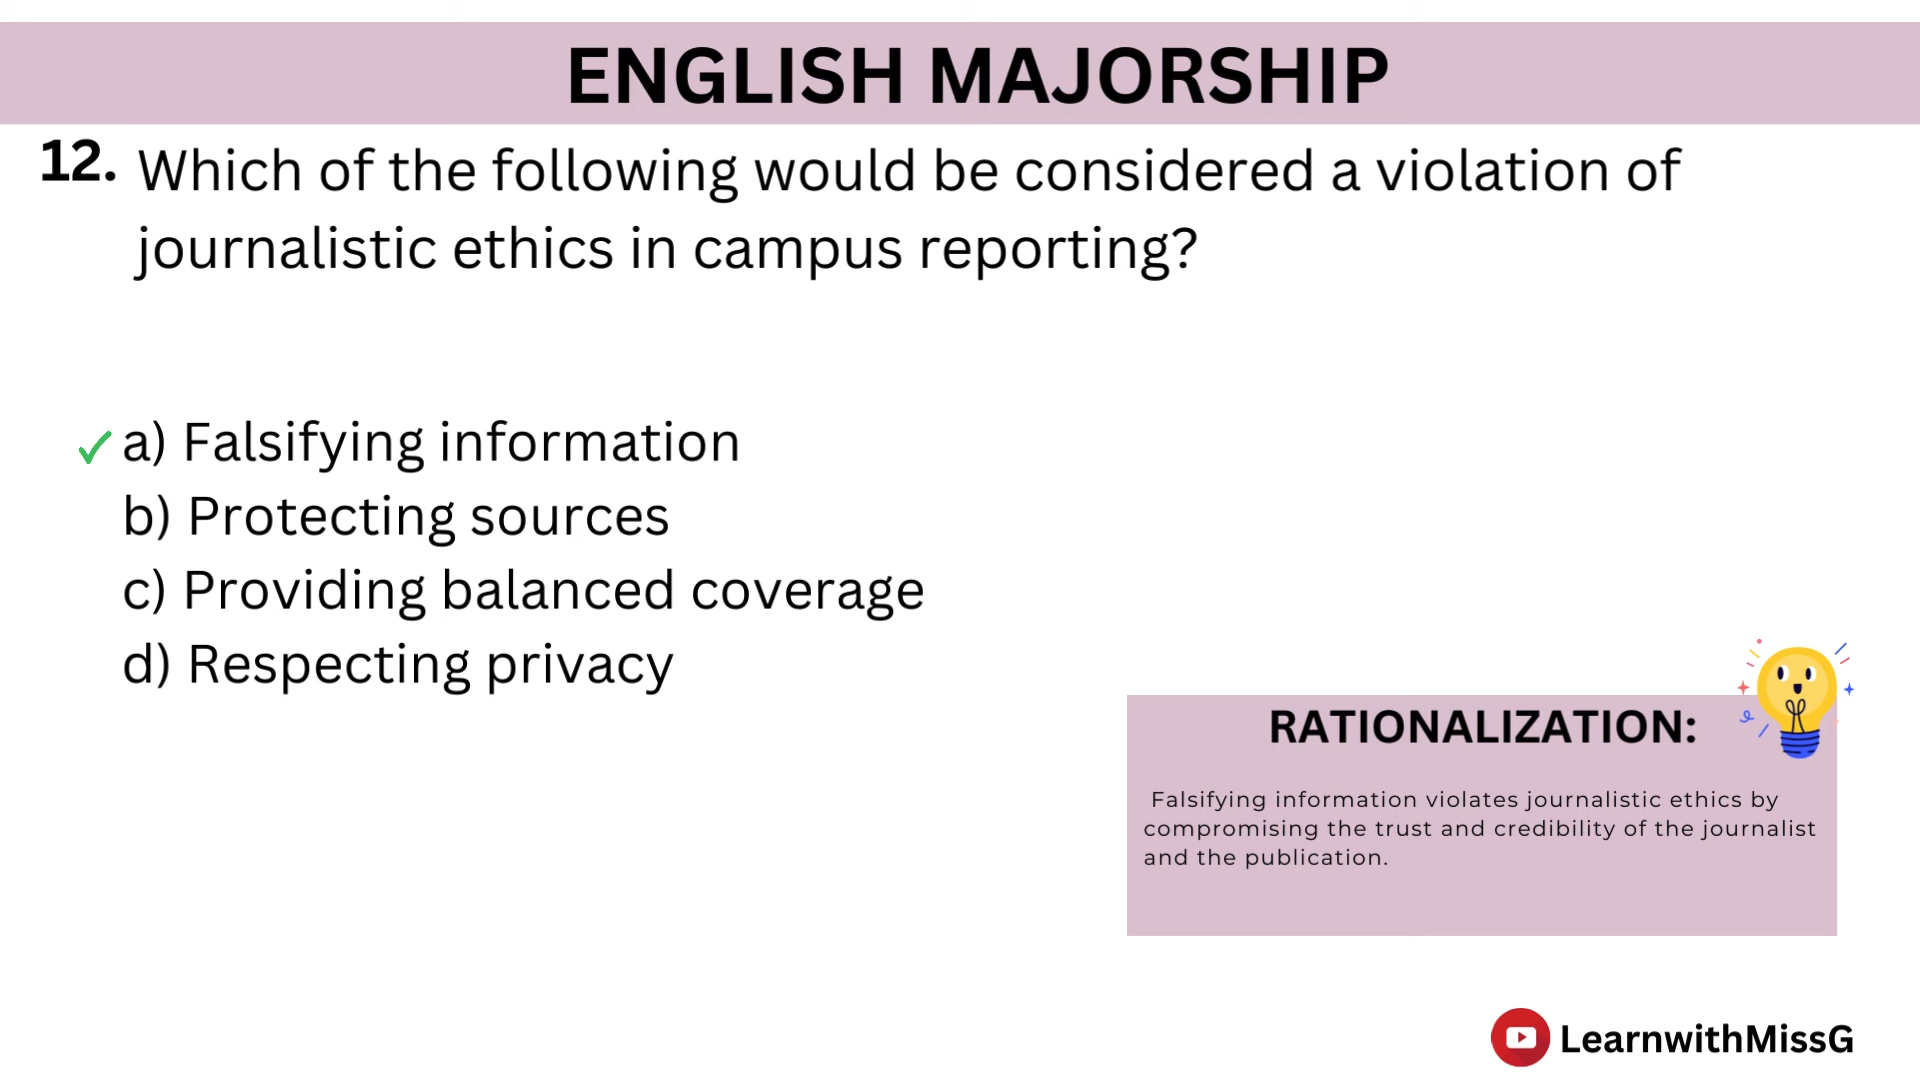 ENGLISH MAJORSHIP
12. Which of the following would be considered a violation of
journalistic ethics in campus reporting?
a) Falsifying information
b) Protecting sources
c) Providing balanced coverage
d) Respecting privacy
RATIONALIZATION:
Falsifying information violates journalistic ethics by
compromising the trust and credibility of the journalist
and the publication.
LearnwithMissG